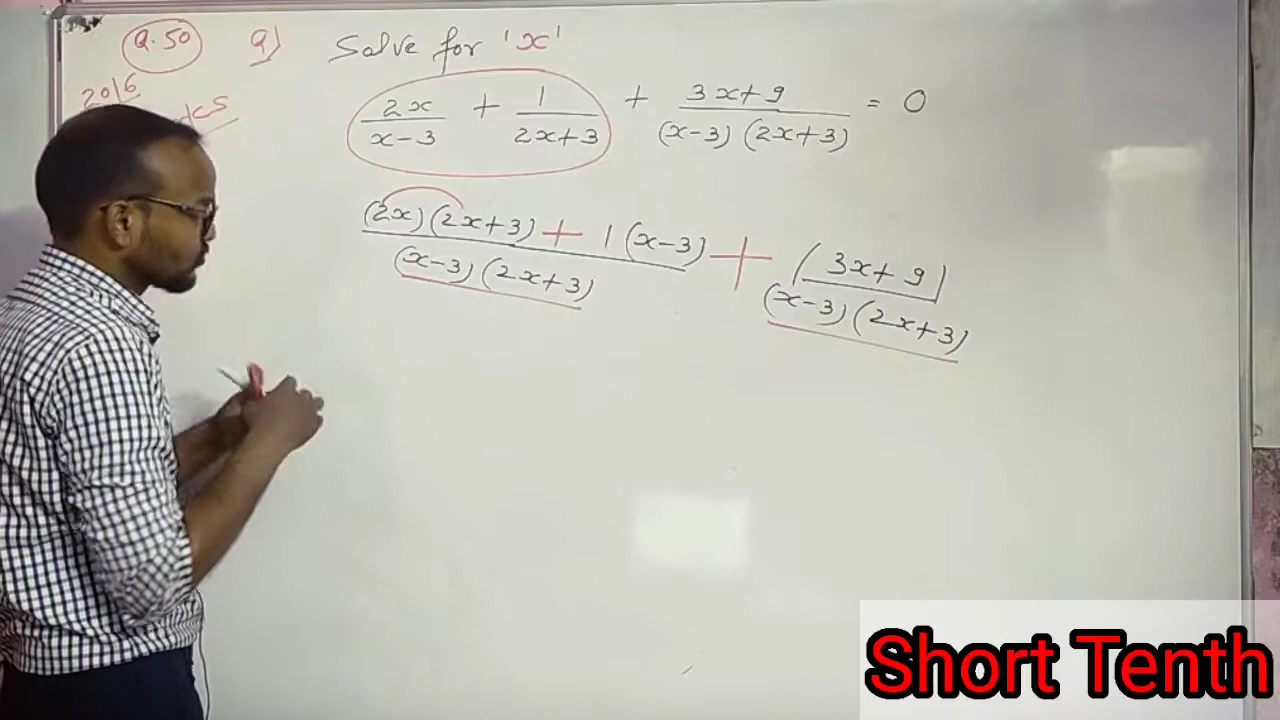 Q.50 Q) Solve for 'x'
2016
2x/(x-3) + 1/(2x+3) + (3x+9)/((x-3)(2x+3)) = 0
((2x)(2x+3) + 1(x-3))/((x-3)(2x+3)) + (3x+9)/((x-3)(2x+3))
Short Tenth